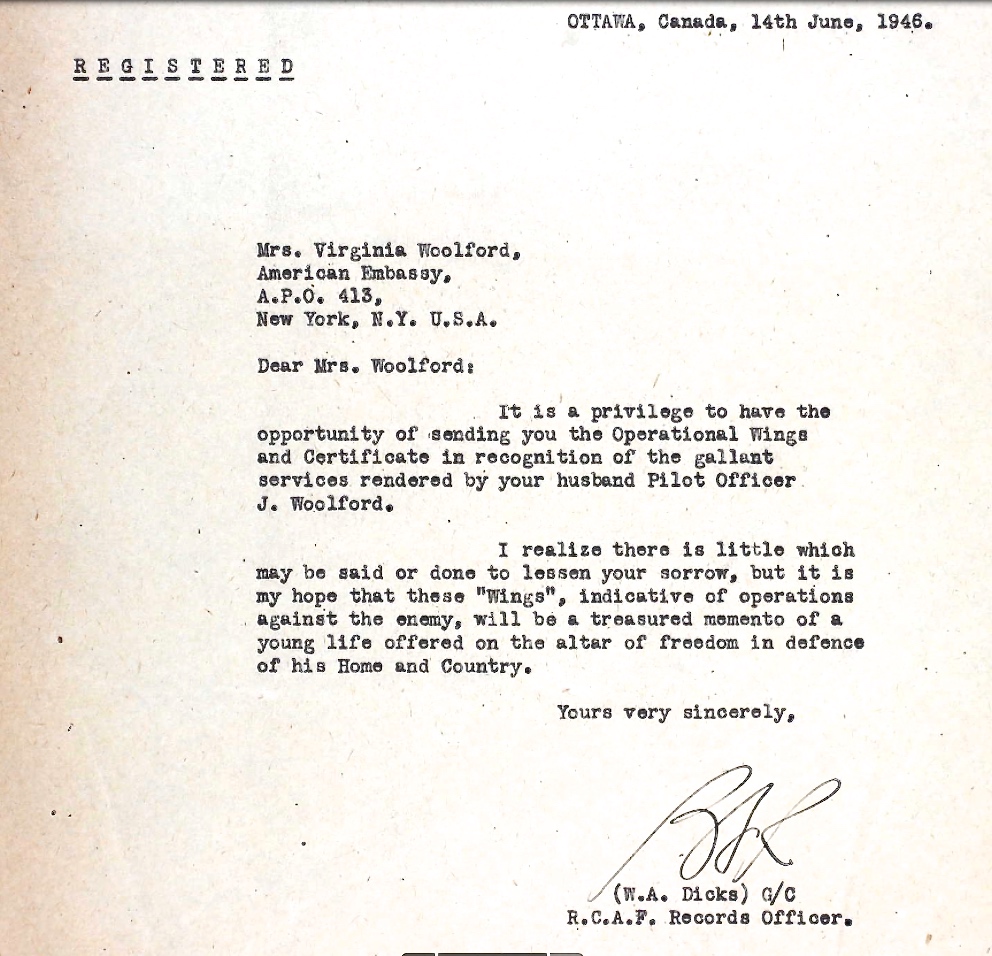 OTTAWA, Canada, 14th June, 1946.
R E G I S T E R E D
Mrs. Virginia Woolford,
American Embassy,
A.P.O. 413,
New York, N.Y. U.S.A.
Dear Mrs. Woolford:
It is a privilege to have the
opportunity of sending you the Operational Wings
and Certificate in recognition of the gallant
services rendered by your husband Pilot Officer
J. Woolford.
I realize there is little which
may be said or done to lessen your sorrow, but it is
my hope that these "Wings", indicative of operations
against the enemy, will be a treasured memento of a
young life offered on the altar of freedom in defence
of his Home and Country.
Yours very sincerely,
(W.A. Dicks) G/C
R.C.A.F. Records Officer.